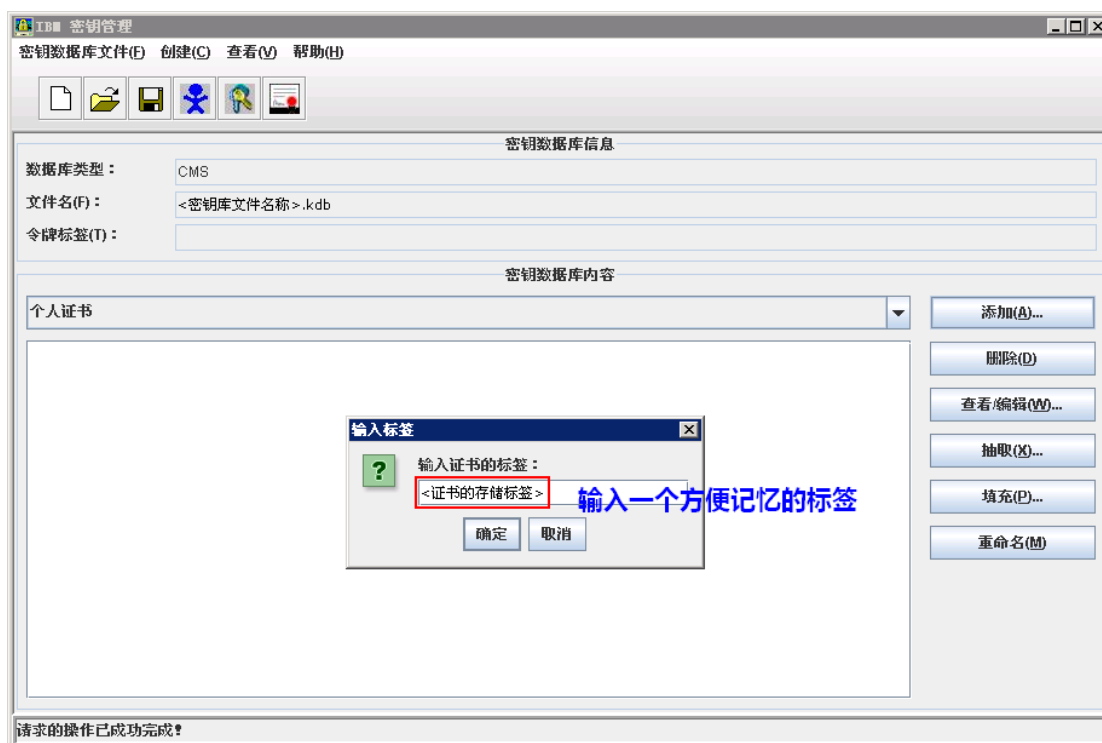 IBM 密钥管理
密钥数据库文件(F) 创建(C) 查看(V) 帮助(H)
密钥数据库信息
数据库类型： CMS
文件名(F)： <密钥库文件名称>.kdb
令牌标签(T)：
密钥数据库内容
个人证书
添加(A)...
删除(D)
查看/编辑(W)...
抽取(X)...
填充(P)...
重命名(M)
输入标签
输入证书的标签：
<证书的存储标签>
输入一个方便记忆的标签
确定 取消
请求的操作已成功完成！